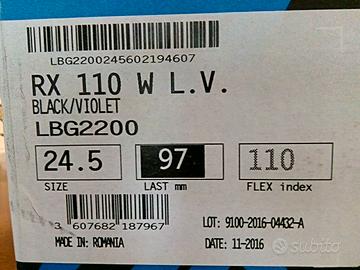 LBG2200245602194607
RX 110 W L.V.
BLACK/VIOLET
LBG2200
24.5 97 110
SIZE LAST mm FLEX index
3 607682 187967
LOT: 9100-2016-04432-A
MADE IN: ROMANIA
DATE: 11-2016
subito